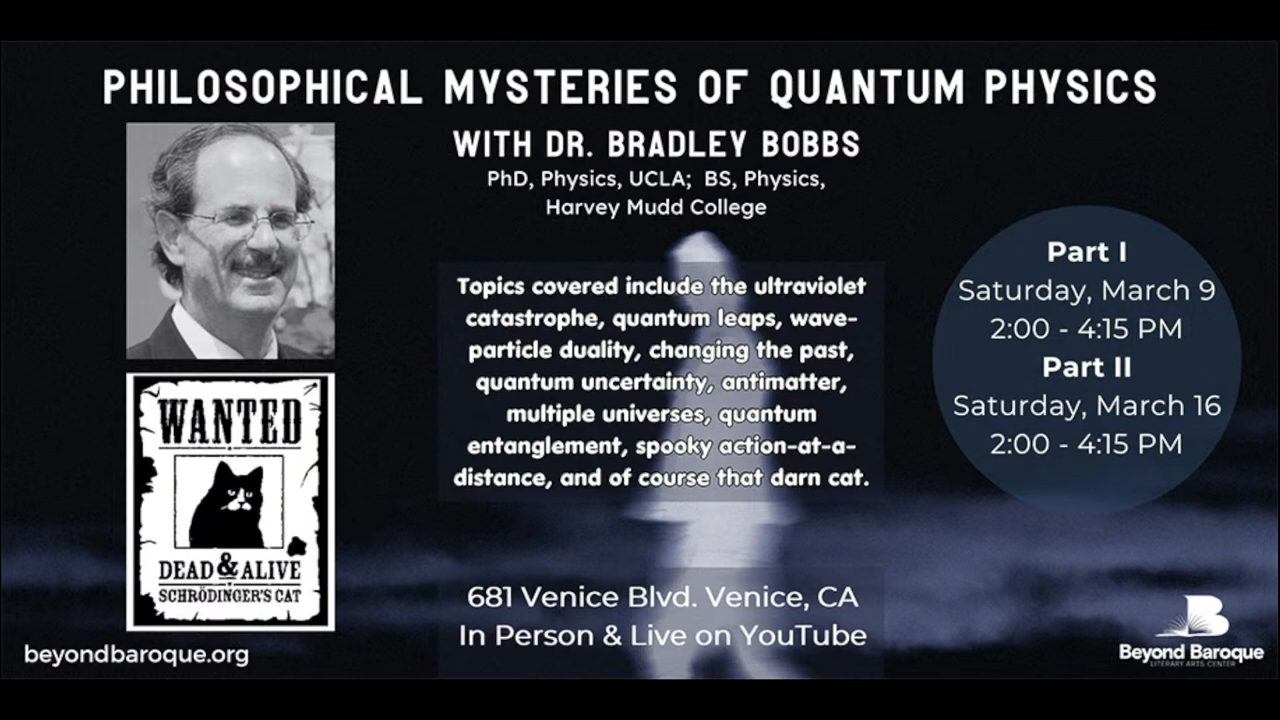 PHILOSOPHICAL MYSTERIES OF QUANTUM PHYSICS
WITH DR. BRADLEY BOBBS
PhD, Physics, UCLA; BS, Physics,
Harvey Mudd College
Topics covered include the ultraviolet
catastrophe, quantum leaps, wave-
particle duality, changing the past,
quantum uncertainty, antimatter,
multiple universes, quantum
entanglement, spooky action-at-a-
distance, and of course that darn cat.
Part I
Saturday, March 9
2:00 - 4:15 PM
Part II
Saturday, March 16
2:00 - 4:15 PM
WANTED
DEAD & ALIVE
SCHRÖDINGER'S CAT
681 Venice Blvd. Venice, CA
In Person & Live on YouTube
beyondbaroque.org
B
Beyond Baroque
LITERARY ARTS CENTER